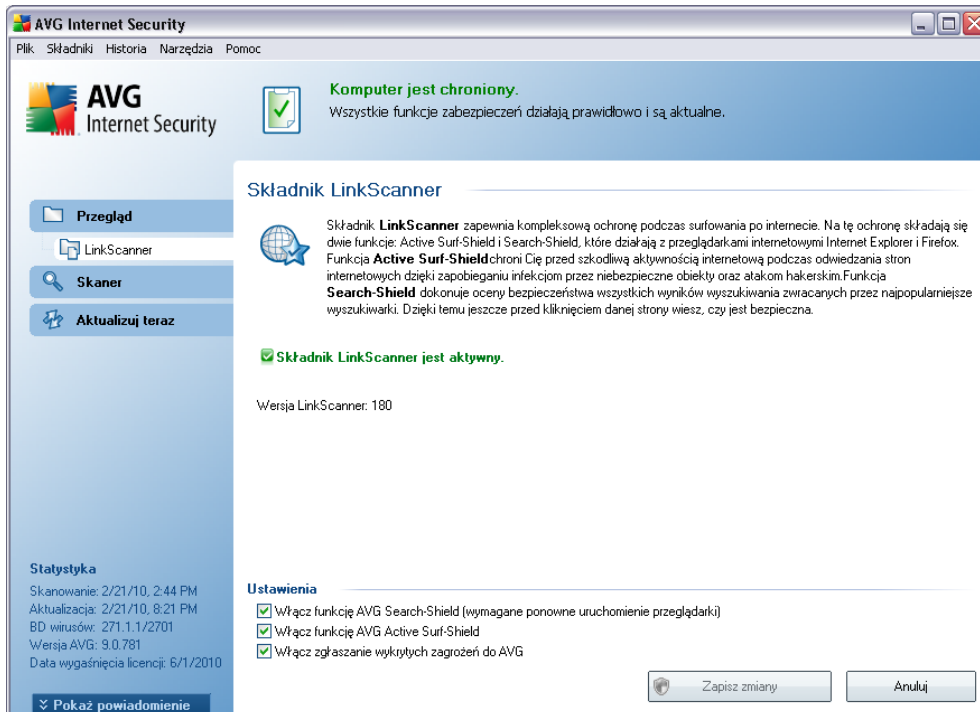 AVG Internet Security
Plik Składniki Historia Narzędzia Pomoc
AVG
Internet Security
Komputer jest chroniony.
Wszystkie funkcje zabezpieczeń działają prawidłowo i są aktualne.
Przegląd
LinkScanner
Skaner
Aktualizuj teraz
Składnik LinkScanner
Składnik LinkScanner zapewnia kompleksową ochronę podczas surfowania po internecie. Na tę ochronę składają się
dwie funkcje: Active Surf-Shield i Search-Shield, które działają z przeglądarkami internetowymi Internet Explorer i Firefox.
Funkcja Active Surf-Shieldchroni Cię przed szkodliwą aktywnością internetową podczas odwiedzania stron
internetowych dzięki zapobieganiu infekcjom przez niebezpieczne obiekty oraz atakom hakerskim.Funkcja
Search-Shield dokonuje oceny bezpieczeństwa wszystkich wyników wyszukiwania zwracanych przez najpopularniejsze
wyszukiwarki. Dzięki temu jeszcze przed kliknięciem danej strony wiesz, czy jest bezpieczna.
Składnik LinkScanner jest aktywny.
Wersja LinkScanner: 180
Statystyka
Skanowanie: 2/21/10, 2:44 PM
Aktualizacja: 2/21/10, 8:21 PM
BD wirusów: 271.1.1/2701
Wersja AVG: 9.0.781
Data wygaśnięcia licencji: 6/1/2010
Pokaż powiadomienie
Ustawienia
Włącz funkcję AVG Search-Shield (wymagane ponowne uruchomienie przeglądarki)
Włącz funkcję AVG Active Surf-Shield
Włącz zgłaszanie wykrytych zagrożeń do AVG
Zapisz zmiany
Anuluj